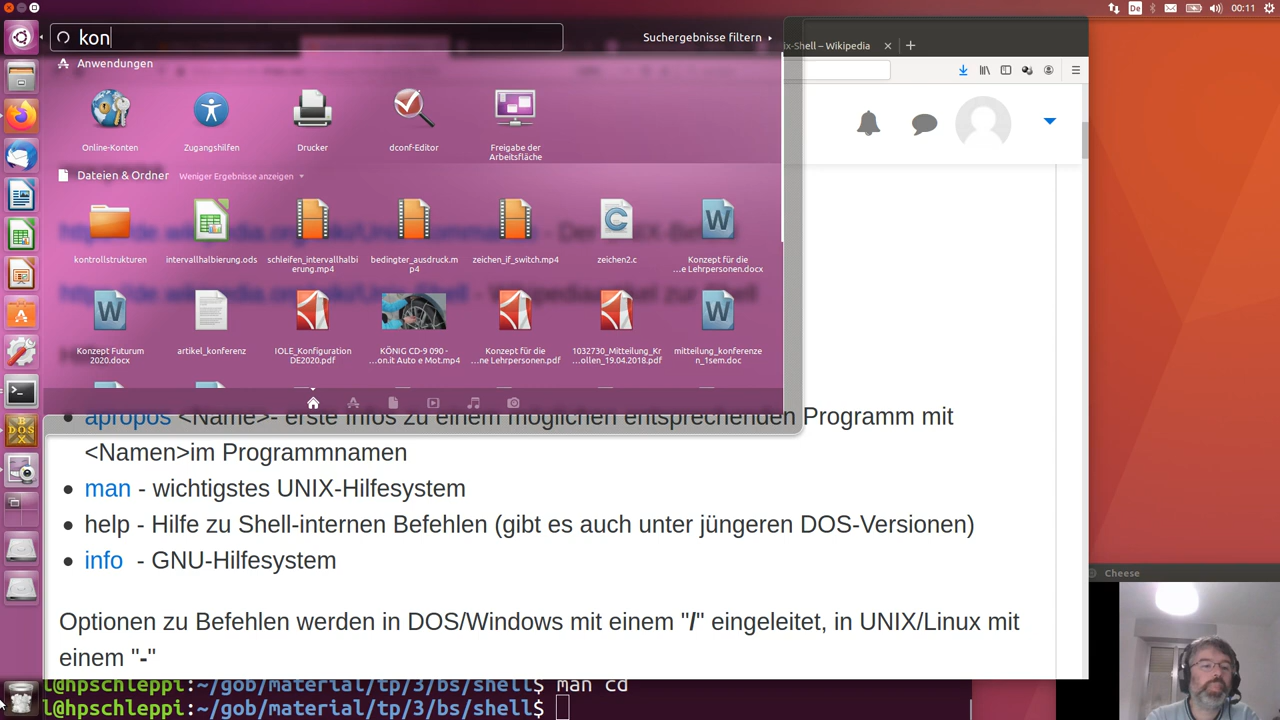 De
00:11
kon
Suchergebnisse filtern
ix-Shell – Wikipedia
Anwendungen
Online-Konten
Zugangshilfen
Drucker
dconf-Editor
Freigabe der
Arbeitsfläche
Dateien & Ordner
Weniger Ergebnisse anzeigen
kontrollstrukturen
intervallhalbierung.ods
schleifen_intervallhalbi
erung.mp4
bedingter_ausdruck.m
p4
zeichen_if_switch.mp4
zeichen2.c
Konzept für die
...e Lehrpersonen.docx
Konzept Futurum
2020.docx
artikel_konferenz
IOLE_Konfiguration
DE2020.pdf
KÖNIG CD-9 090 -
...on.it Auto e Mot.mp4
Konzept für die
...ne Lehrpersonen.pdf
1032730_Mitteilung_Kr
...ollen_19.04.2018.pdf
mitteilung_konferenze
n_1sem.doc
apropos <Name>- erste Infos zu einem möglichen entsprechenden Programm mit
<Namen>im Programmnamen
man - wichtigstes UNIX-Hilfesystem
help - Hilfe zu Shell-internen Befehlen (gibt es auch unter jüngeren DOS-Versionen)
info - GNU-Hilfesystem
Cheese
Optionen zu Befehlen werden in DOS/Windows mit einem "/" eingeleitet, in UNIX/Linux mit
einem "-"
l@hpschleppi:~/gob/material/tp/3/bs/shell$ man cd
l@hpschleppi:~/gob/material/tp/3/bs/shell$